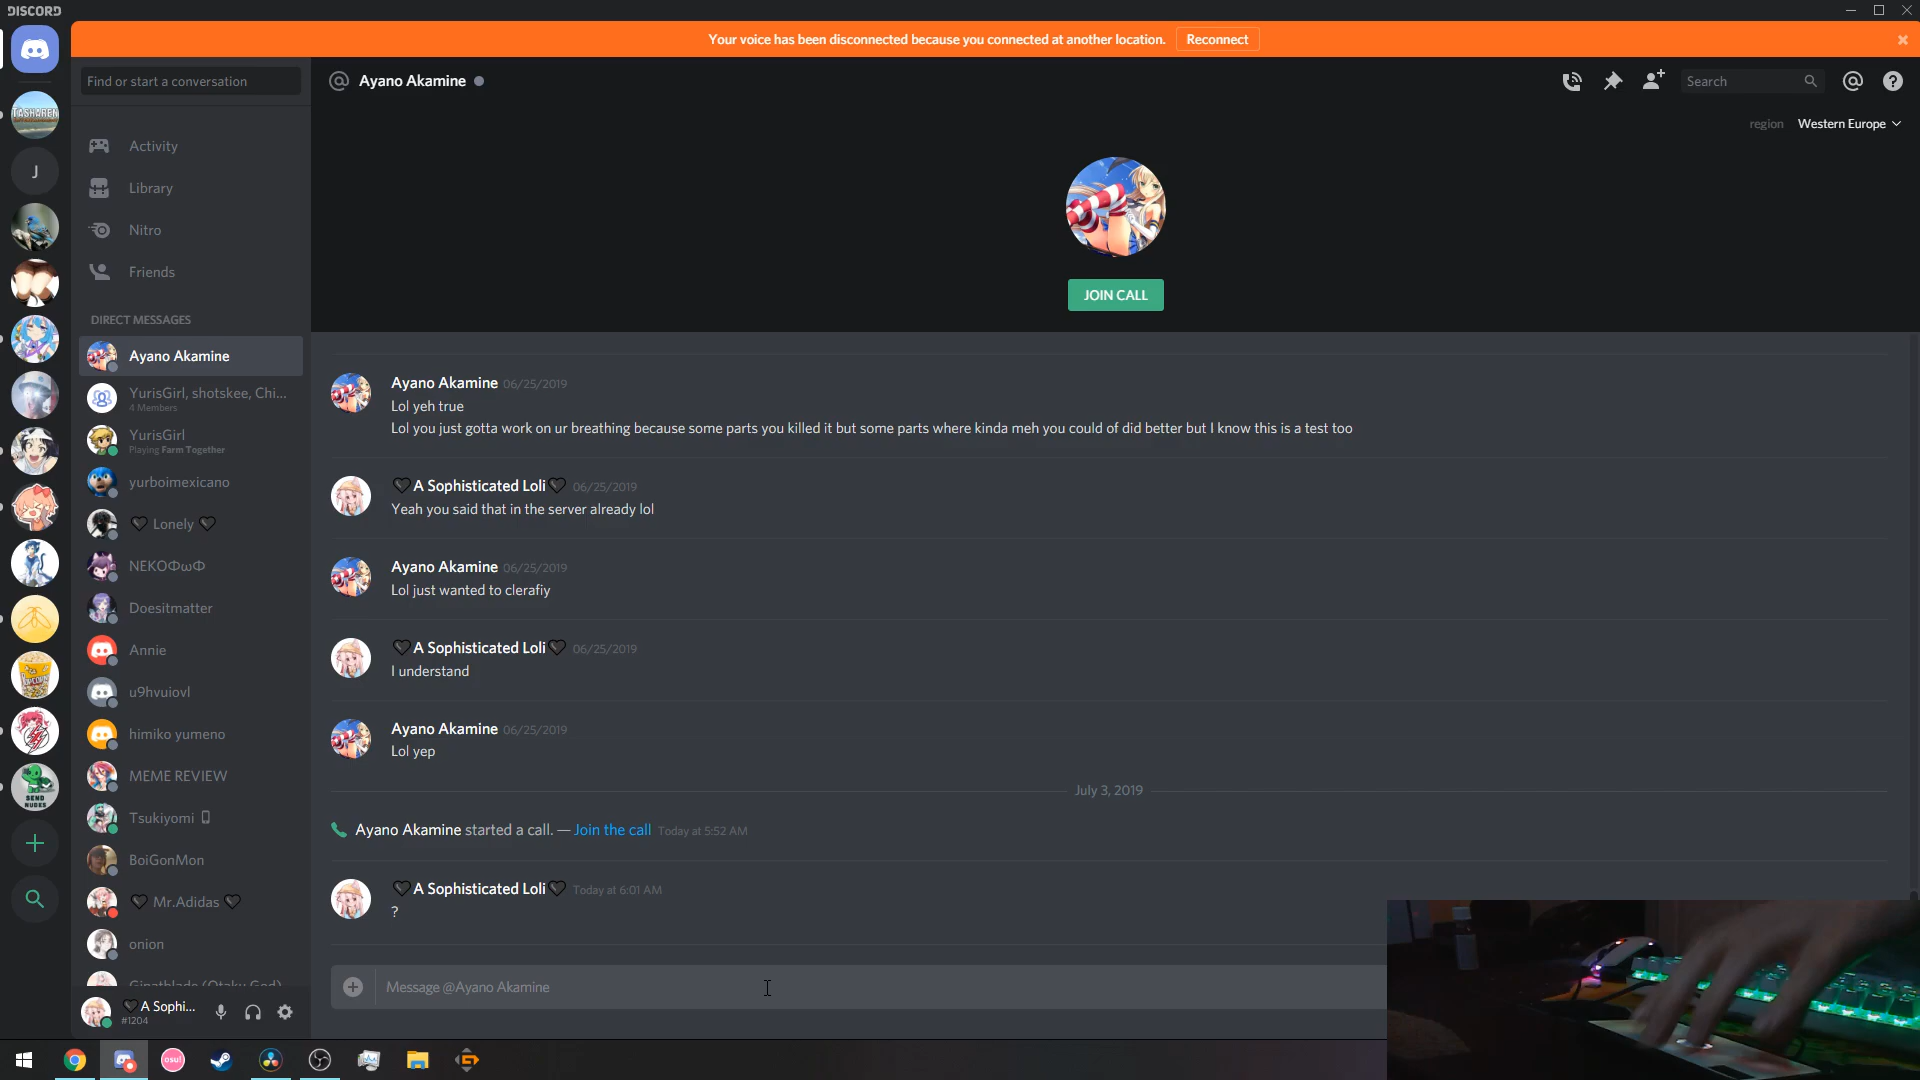 DISCORD
Your voice has been disconnected because you connected at another location. Reconnect
Find or start a conversation
Ayano Akamine
Search
region Western Europe
TASHAREN
J
Activity
Library
Nitro
Friends
JOIN CALL
DIRECT MESSAGES
Ayano Akamine
YurisGirl, shotskee, Chi...
4 Members
YurisGirl
Playing Farm Together
yurboimexicano
Lonely
NEKOФωФ
Doesitmatter
Annie
u9hvuiovl
himiko yumeno
MEME REVIEW
Tsukiyomi
BoiGonMon
Mr.Adidas
onion
SEND
NUDES
A Sophi...
#1204
Ayano Akamine 06/25/2019
Lol yeh true
Lol you just gotta work on ur breathing because some parts you killed it but some parts where kinda meh you could of did better but I know this is a test too
🖤A Sophisticated Loli🖤 06/25/2019
Yeah you said that in the server already lol
Ayano Akamine 06/25/2019
Lol just wanted to clerafiy
🖤A Sophisticated Loli🖤 06/25/2019
I understand
Ayano Akamine 06/25/2019
Lol yep
July 3, 2019
Ayano Akamine started a call. — Join the call Today at 5:52 AM
🖤A Sophisticated Loli🖤 Today at 6:01 AM
?
Message @Ayano Akamine
osu!